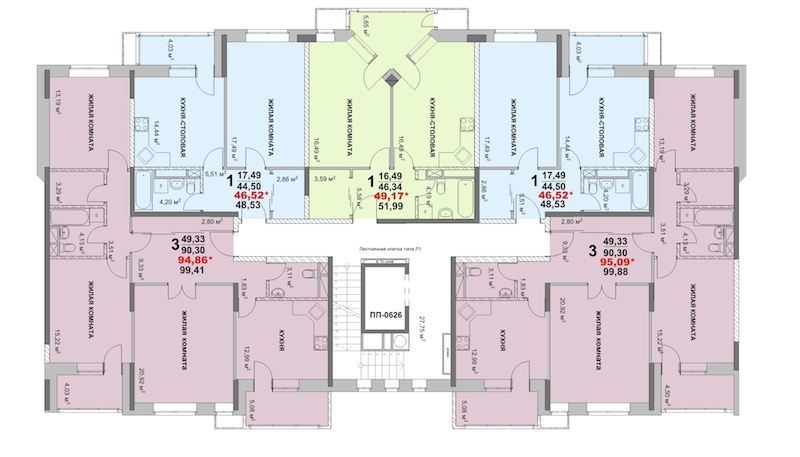 5,65 м²
4,03 м²
4,03 м²
13,19 м²
ЖИЛАЯ КОМНАТА
14,44 м²
КУХНЯ-СТОЛОВАЯ
17,49 м²
ЖИЛАЯ КОМНАТА
16,49 м²
ЖИЛАЯ КОМНАТА
16,49 м²
КУХНЯ-СТОЛОВАЯ
17,49 м²
ЖИЛАЯ КОМНАТА
14,44 м²
КУХНЯ-СТОЛОВАЯ
13,19 м²
ЖИЛАЯ КОМНАТА
3,29 м²
4,20 м²
5,51 м²
1
17,49
44,50
46,52*
48,53
2,86 м²
3,59 м²
5,58 м²
1
16,49
46,34
49,17*
51,99
4,19 м²
2,86 м²
5,51 м²
1
17,49
44,50
46,52*
48,53
4,20 м²
3,29 м²
4,13 м²
3,51 м²
2,80 м²
3
49,33
90,30
94,86*
99,41
9,33 м²
Лестничная клетка типа Л1
2,80 м²
9,39 м²
3
49,33
90,30
95,09*
99,88
3,51 м²
4,13 м²
15,22 м²
ЖИЛАЯ КОМНАТА
20,92 м²
жилая комната
1,83 м²
3,11 м²
12,99 м²
КУХНЯ
ПП-0626
27,75 м²
3,11 м²
1,83 м²
12,99 м²
КУХНЯ
20,92 м²
жилая комната
15,22 м²
ЖИЛАЯ КОМНАТА
4,03 м²
5,08 м²
5,08 м²
4,50 м²